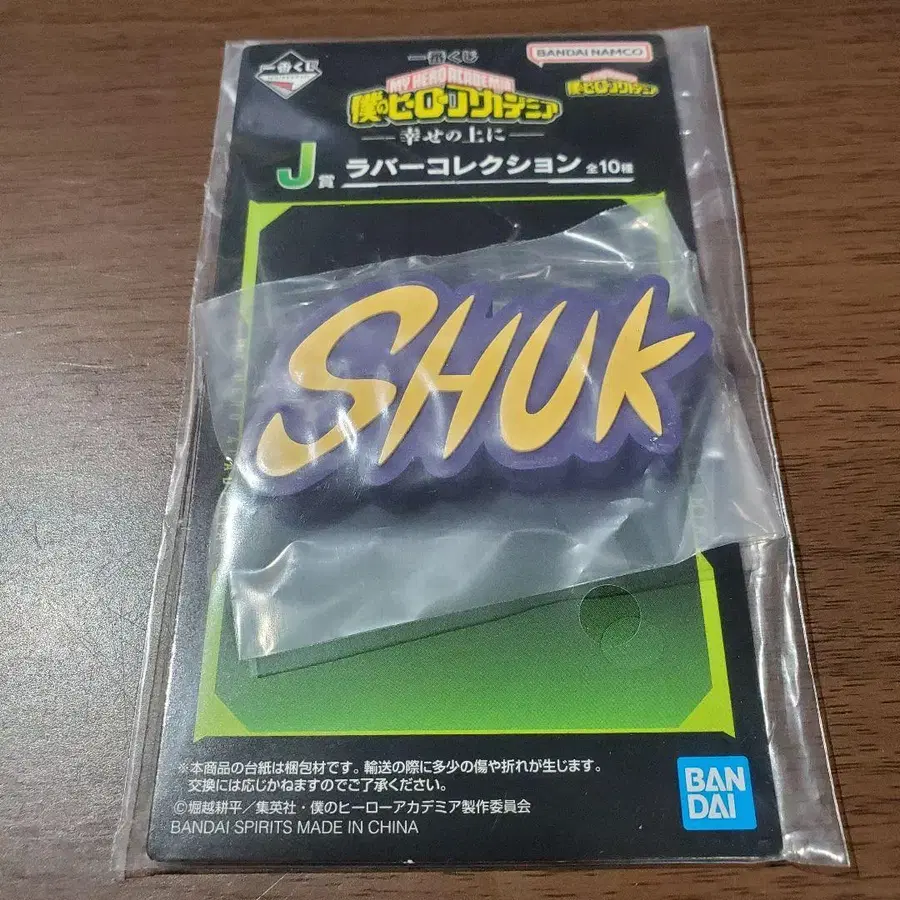 一番くじ
一番くじ
BANDAI NAMCO
MY HERO ACADEMIA
僕のヒーローアカデミア
僕のヒーローアカデミア
幸せの上に
J賞 ラバーコレクション 全10種
SHUK
※本商品の台紙は梱包材です。輸送の際に多少の傷や折れが生じます。
交換には応じかねますのでご了承ください。
©堀越耕平／集英社・僕のヒーローアカデミア製作委員会
BANDAI SPIRITS MADE IN CHINA
BAN
DAI